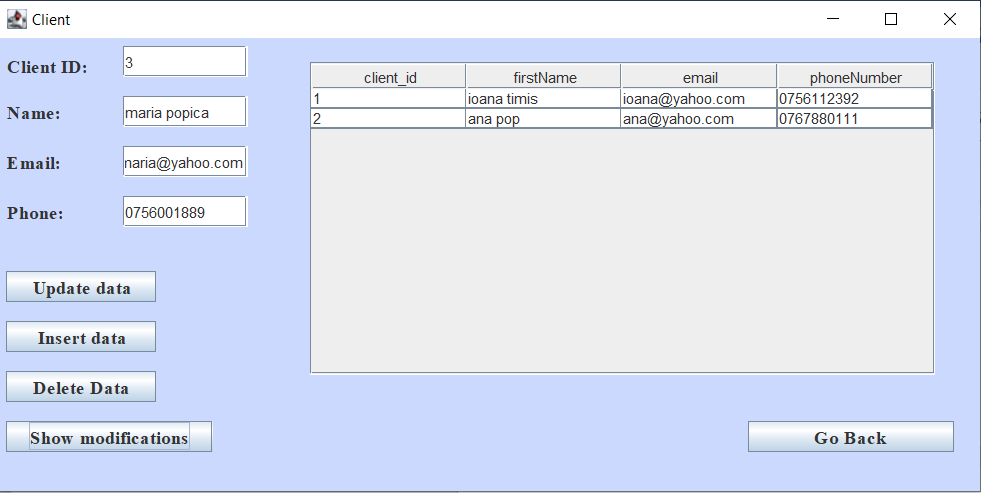 Client
Client ID: 3
Name: maria popica
Email: naria@yahoo.com
Phone: 0756001889
Update data
Insert data
Delete Data
Show modifications
client_id firstName email phoneNumber
1 ioana timis ioana@yahoo.com 0756112392
2 ana pop ana@yahoo.com 0767880111
Go Back